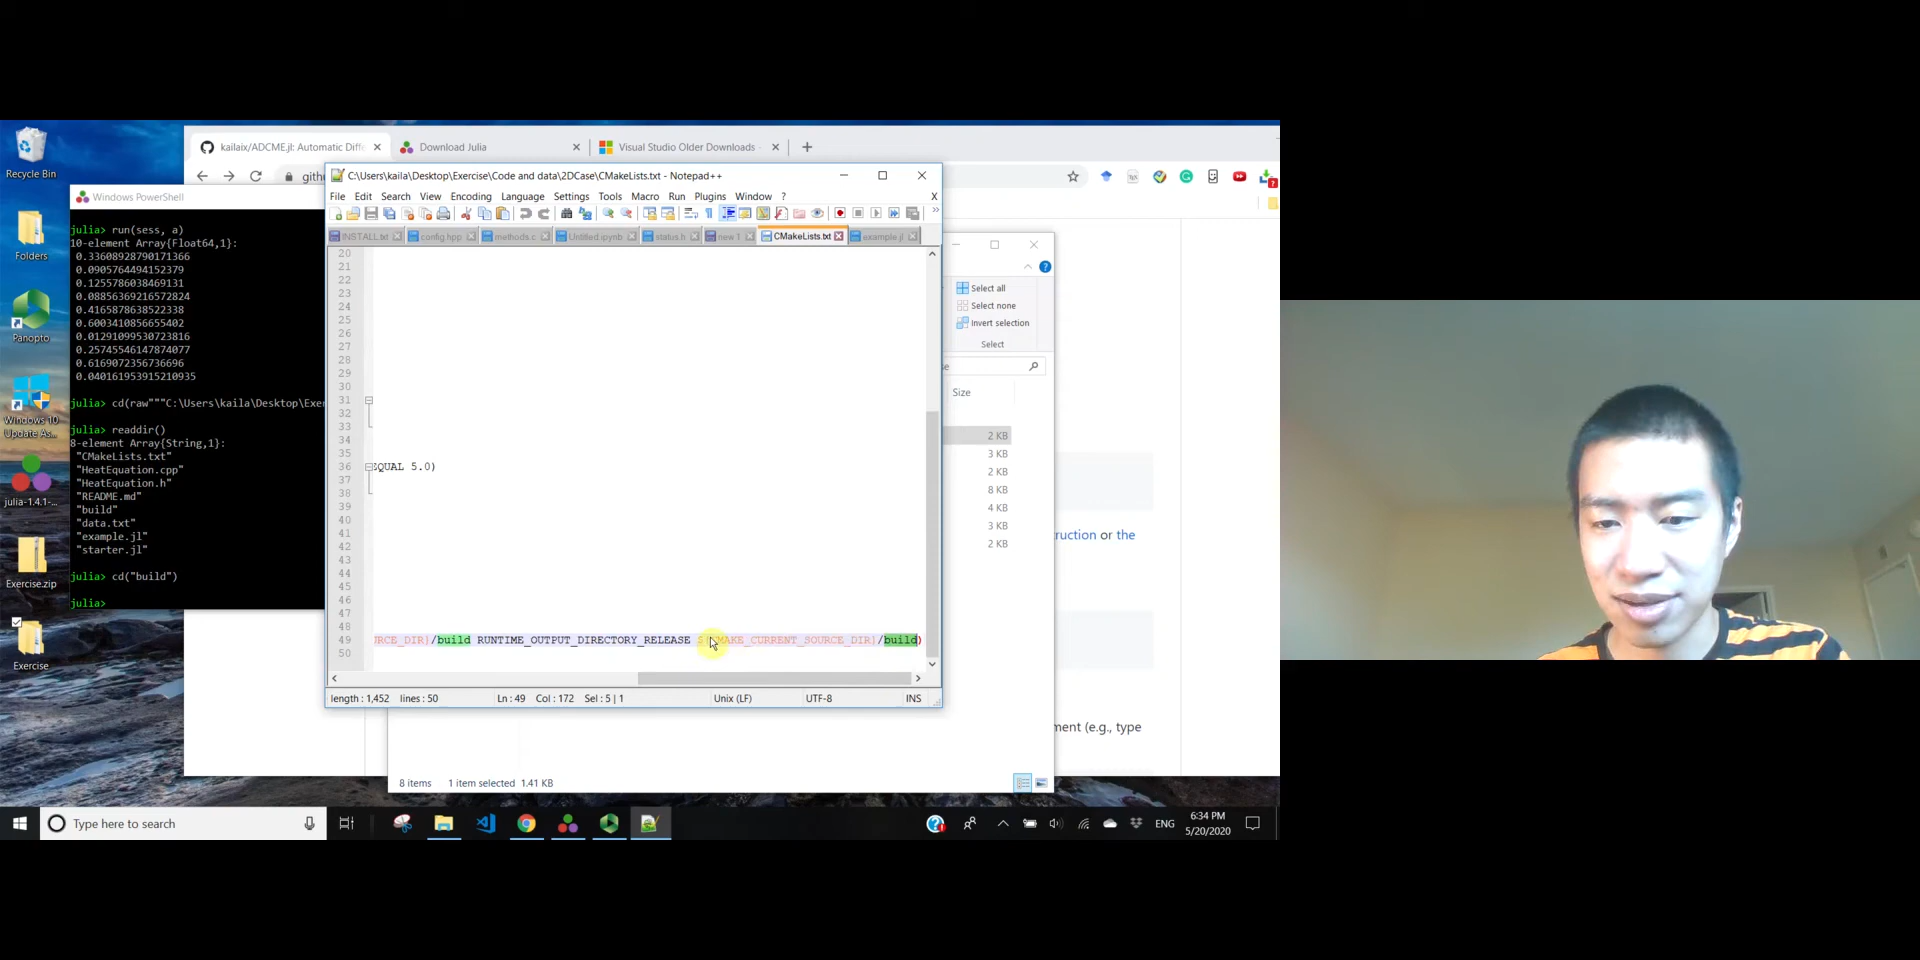 kailaix/ADCME.jl: Automatic Diffe
Download Julia
Visual Studio Older Downloads -
Recycle Bin
Folders
Panopto
Windows 10
Update As...
julia-1.4.1-...
Exercise.zip
Exercise
Windows PowerShell
julia> run(sess, a)
10-element Array{Float64,1}:
0.33608928790171366
0.0905764494152379
0.1255786038469131
0.08856369216572824
0.4165878638522338
0.6003410856655402
0.01291099530723816
0.25745546147874077
0.6169072356736696
0.040161953915210935
julia> cd(raw"""C:\Users\kaila\Desktop\Exer
julia> readdir()
8-element Array{String,1}:
"CMakeLists.txt"
"HeatEquation.cpp"
"HeatEquation.h"
"README.md"
"build"
"data.txt"
"example.jl"
"starter.jl"
julia> cd("build")
julia>
C:\Users\kaila\Desktop\Exercise\Code and data\2DCase\CMakeLists.txt - Notepad++
File Edit Search View Encoding Language Settings Tools Macro Run Plugins Window ? X
INSTALL.txt config.hpp methods.c Untitled.ipynb status.h new 1 CMakeLists.txt example.jl
20
21
22
23
24
25
26
27
28
29
30
31
32
33
34
35
36 EQUAL 5.0)
37
38
39
40
41
42
43
44
45
46
47
48
49 URCE_DIR}/build RUNTIME_OUTPUT_DIRECTORY_RELEASE ${CMAKE_CURRENT_SOURCE_DIR}/build)
50
length : 1,452 lines : 50 Ln : 49 Col : 172 Sel : 5 | 1 Unix (LF) UTF-8 INS
Select all
Select none
Invert selection
Select
Size
2 KB
3 KB
2 KB
8 KB
4 KB
3 KB
2 KB
8 items 1 item selected 1.41 KB
ruction or the
ment (e.g., type
Type here to search
ENG
6:34 PM
5/20/2020